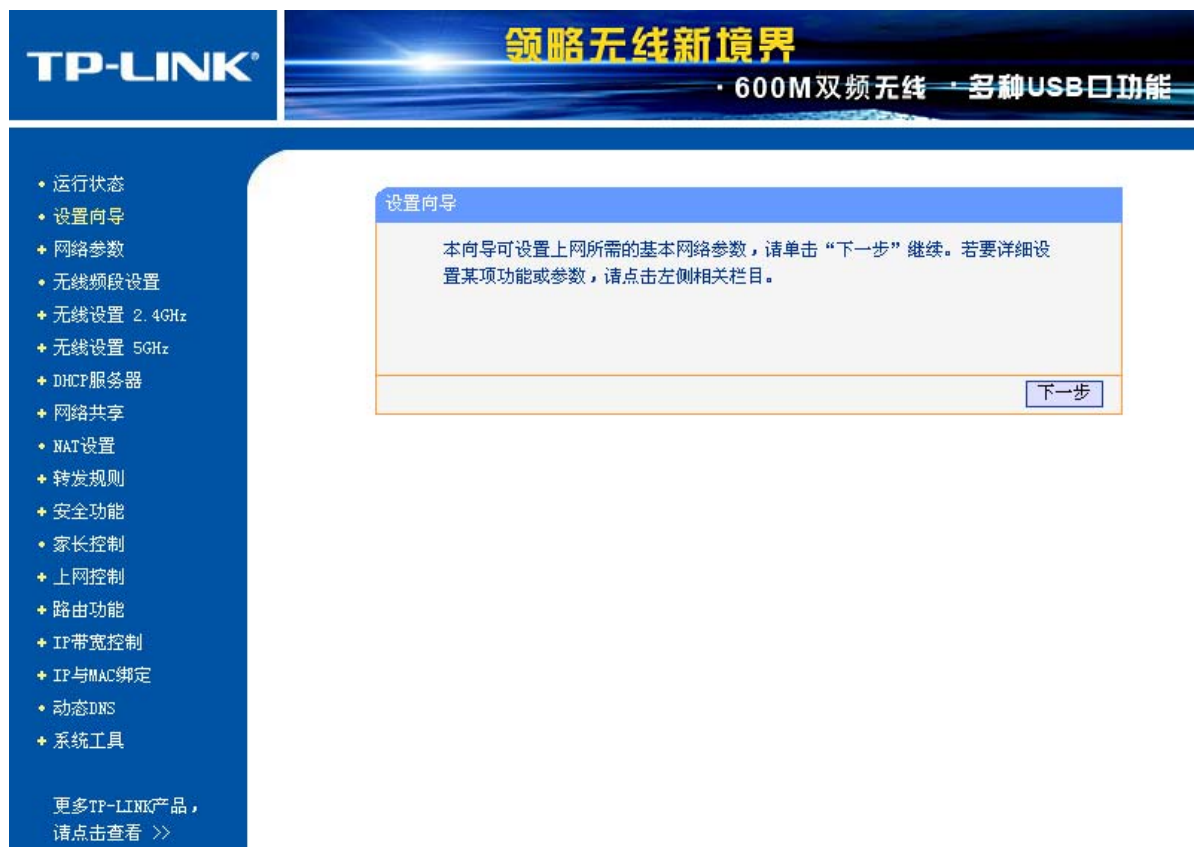 TP-LINK®
领略无线新境界
·600M双频无线 ·多种USB口功能
• 运行状态
• 设置向导
+ 网络参数
• 无线频段设置
+ 无线设置 2.4GHz
+ 无线设置 5GHz
+ DHCP服务器
+ 网络共享
• NAT设置
+ 转发规则
+ 安全功能
• 家长控制
+ 上网控制
+ 路由功能
+ IP带宽控制
+ IP与MAC绑定
• 动态DNS
+ 系统工具
更多TP-LINK产品，
请点击查看 >>
设置向导
本向导可设置上网所需的基本网络参数，请单击“下一步”继续。若要详细设
置某项功能或参数，请点击左侧相关栏目。
下一步